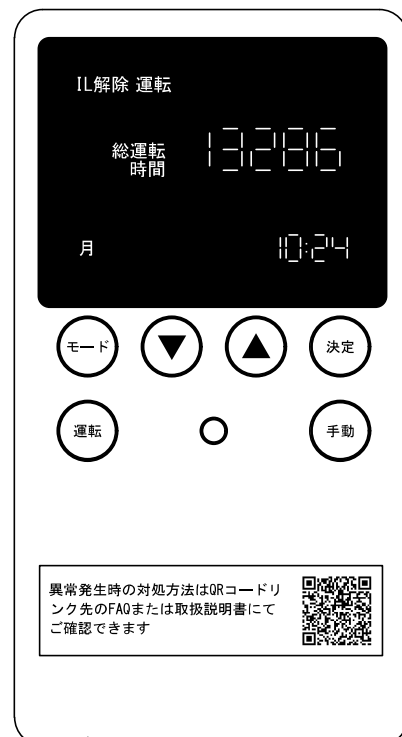 IL解除 運転
総運転
時間
13286
月 10:24
モード ▼ ▲ 決定
運転 手動
異常発生時の対処方法はQRコードリ
ンク先のFAQまたは取扱説明書にて
ご確認できます